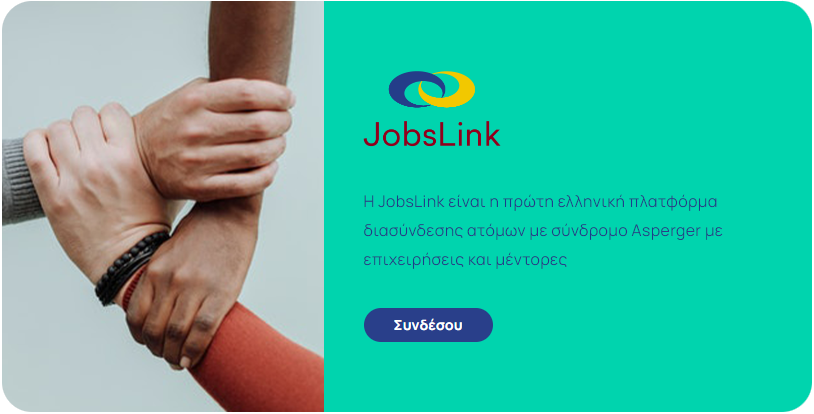 JobsLink
Η JobsLink είναι η πρώτη ελληνική πλατφόρμα
διασύνδεσης ατόμων με σύνδρομο Asperger με
επιχειρήσεις και μέντορες
Συνδέσου